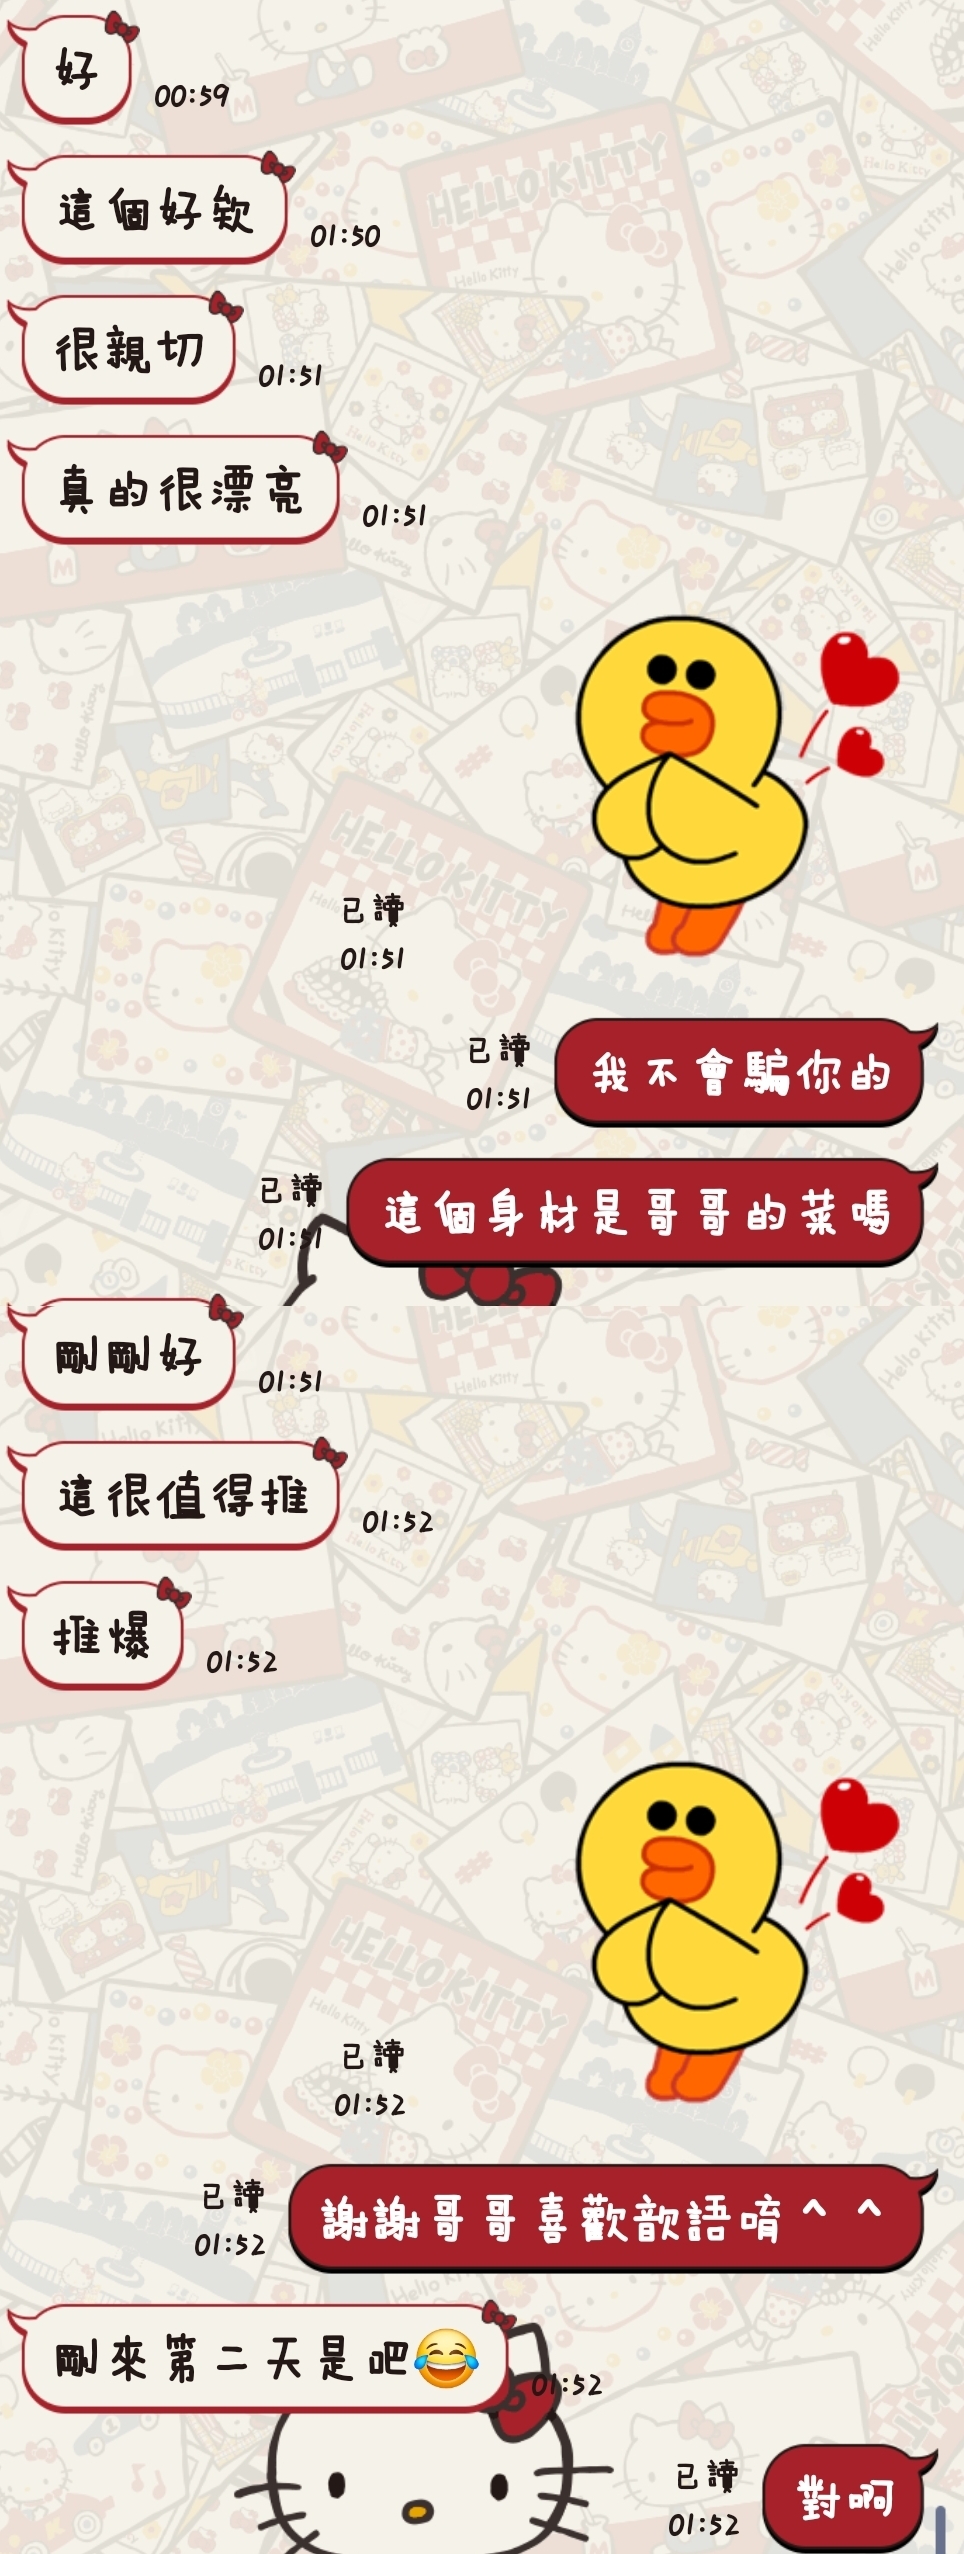 好
00:59
這個好欸
01:50
很親切
01:51
真的很漂亮
01:51
已讀
01:51
已讀
01:51
我不會騙你的
已讀
01:51
這個身材是哥哥的菜嗎
剛剛好
01:51
這很值得推
01:52
推爆
01:52
已讀
01:52
已讀
01:52
謝謝哥哥喜歡歆語唷^ ^
剛來第二天是吧😂
01:52
已讀
01:52
對啊